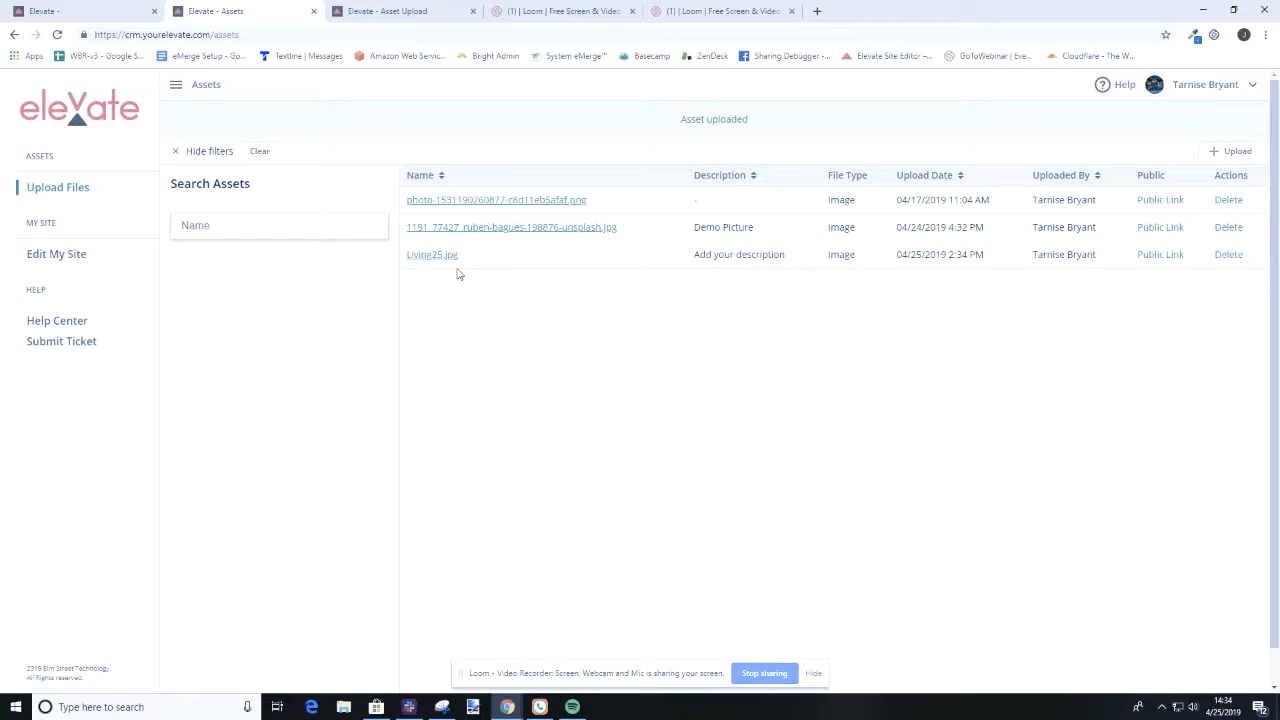 Elevate -
Elevate - Assets
Elevate - Asset Upload
(1) | Loom | Free Screen & Video
(1) | Loom | Free Screen & Video
https://crm.yourelevate.com/assets
J
Apps
WBR-v3 - Google S...
eMerge Setup - Go...
Textline | Messages
Amazon Web Servic...
Bright Admin
System eMerge™
Basecamp
ZenDesk
Sharing Debugger -...
Elevate Site Editor –...
GoToWebinar | Eve...
Cloudflare - The W...
elevate
Assets
Help
Tarnise Bryant
Asset uploaded
ASSETS
Upload Files
MY SITE
Edit My Site
HELP
Help Center
Submit Ticket
Hide filters
Clear
Upload
Search Assets
Name
Name Description File Type Upload Date Uploaded By Public Actions
photo-1531190260877-c8d11eb5afaf.png - Image 04/17/2019 11:04 AM Tarnise Bryant Public Link Delete
1191_77427_ruben-bagues-198876-unsplash.jpg Demo Picture Image 04/24/2019 4:32 PM Tarnise Bryant Public Link Delete
Living25.jpg Add your description Image 04/25/2019 2:34 PM Tarnise Bryant Public Link Delete
2019 Elm Street Technology.
All rights reserved.
Loom - Video Recorder: Screen, Webcam and Mic is sharing your screen.
Stop sharing
Hide
Type here to search
14:34
4/25/2019